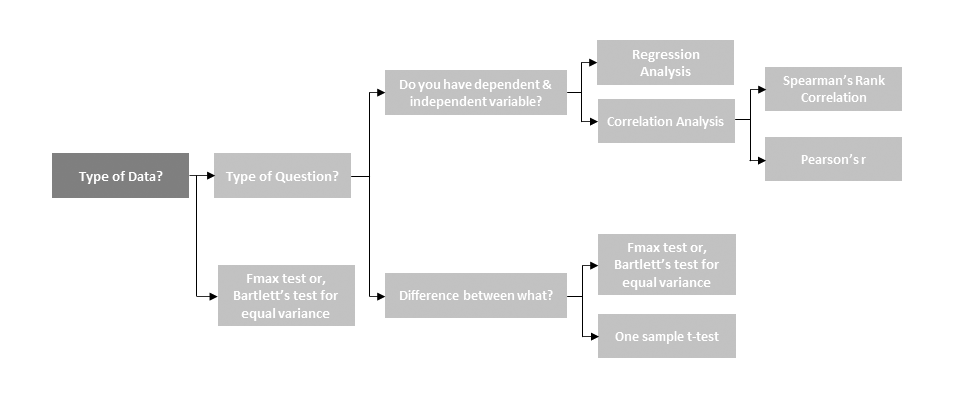 Regression
Analysis
Do you have dependent &
independent variable?
Spearman's Rank
Correlation
Correlation Analysis
Pearson's r
Type of Data?
Type of Question?
Fmax test or,
Bartlett's test for
equal variance
Fmax test or,
Bartlett's test for
equal variance
Difference between what?
One sample t-test